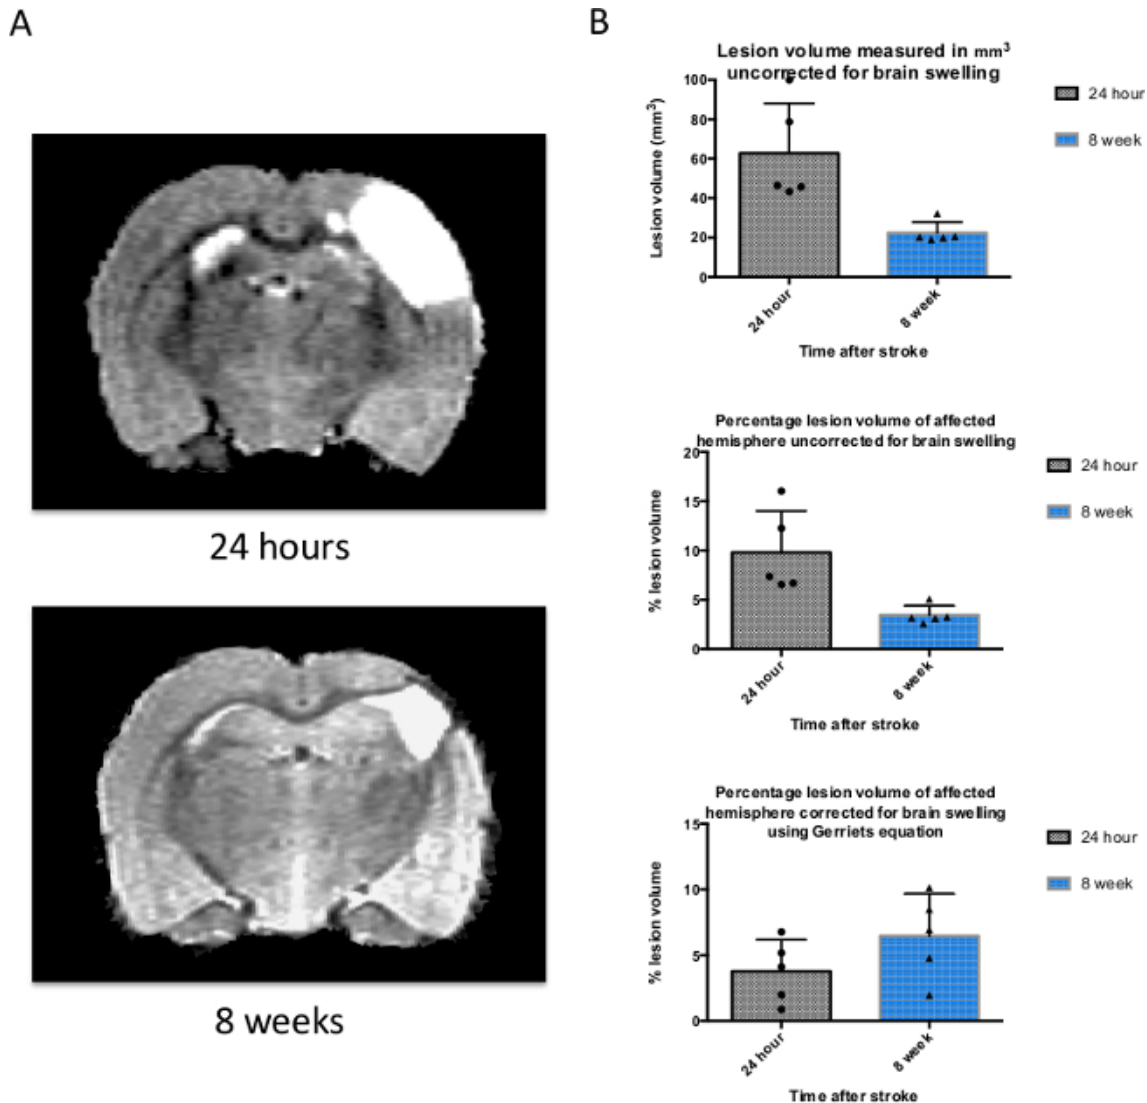 A
24 hours
8 weeks
B
Lesion volume measured in mm³
uncorrected for brain swelling
100
80
60
40
20
0
Lesion volume (mm³)
24 hour
8 week
Time after stroke
24 hour
8 week
Percentage lesion volume of affected
hemisphere uncorrected for brain swelling
20
15
10
5
0
% lesion volume
24 hour
8 week
Time after stroke
24 hour
8 week
Percentage lesion volume of affected
hemisphere corrected for brain swelling
using Gerriets equation
15
10
5
0
% lesion volume
24 hour
8 week
Time after stroke
24 hour
8 week